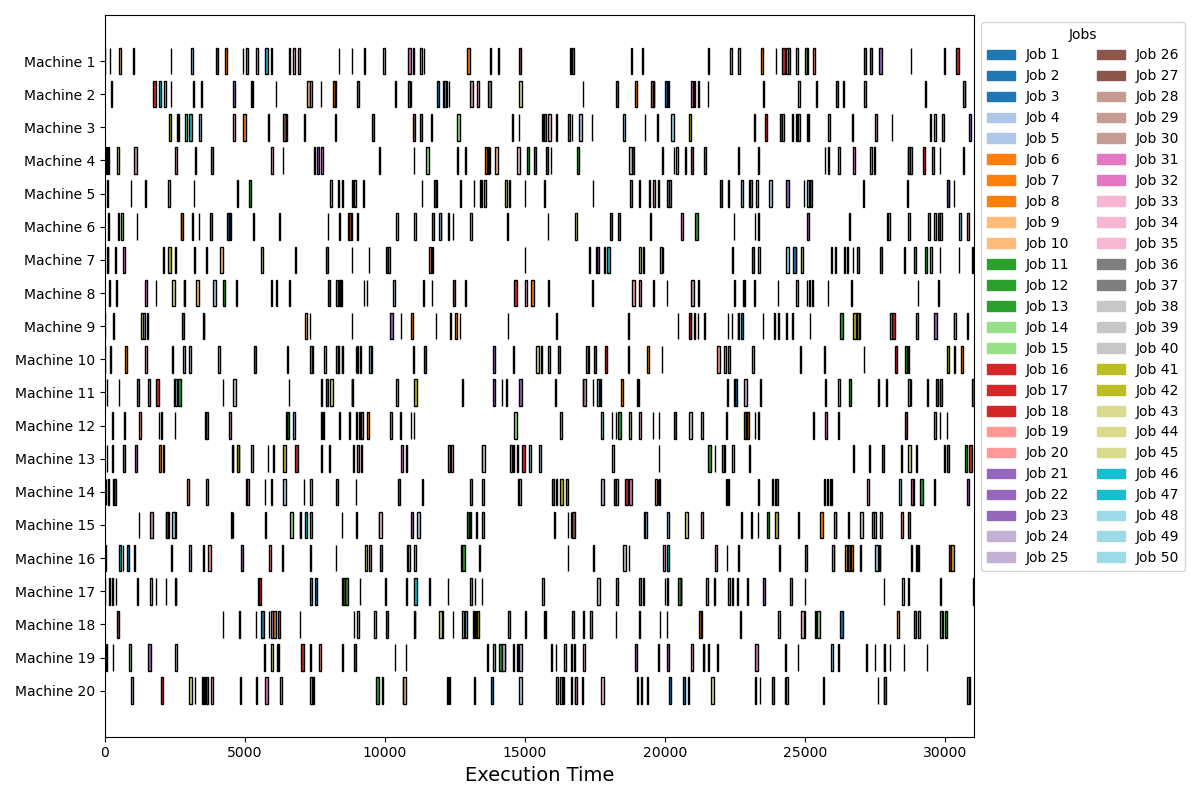 Machine 1
Machine 2
Machine 3
Machine 4
Machine 5
Machine 6
Machine 7
Machine 8
Machine 9
Machine 10
Machine 11
Machine 12
Machine 13
Machine 14
Machine 15
Machine 16
Machine 17
Machine 18
Machine 19
Machine 20
0 5000 10000 15000 20000 25000 30000
Execution Time
Jobs
Job 1
Job 2
Job 3
Job 4
Job 5
Job 6
Job 7
Job 8
Job 9
Job 10
Job 11
Job 12
Job 13
Job 14
Job 15
Job 16
Job 17
Job 18
Job 19
Job 20
Job 21
Job 22
Job 23
Job 24
Job 25
Job 26
Job 27
Job 28
Job 29
Job 30
Job 31
Job 32
Job 33
Job 34
Job 35
Job 36
Job 37
Job 38
Job 39
Job 40
Job 41
Job 42
Job 43
Job 44
Job 45
Job 46
Job 47
Job 48
Job 49
Job 50